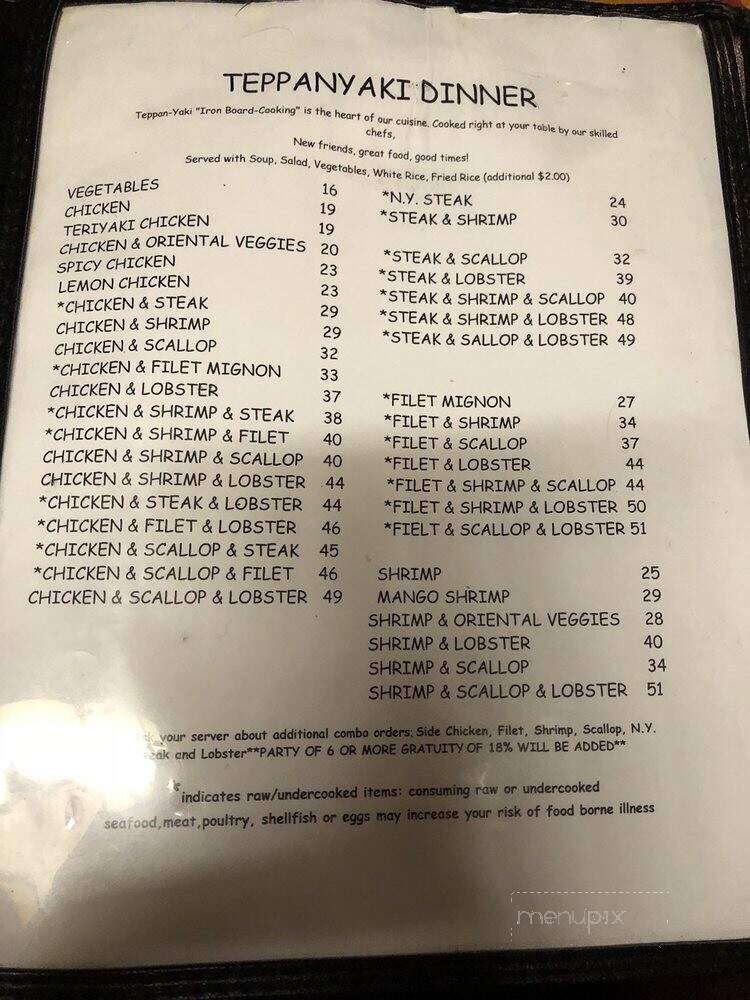 TEPPANYAKI DINNER
Teppan-Yaki "Iron Board-Cooking" is the heart of our cuisine. Cooked right at your table by our skilled
chefs,
New friends, great food, good times!
Served with Soup, Salad, Vegetables, White Rice, Fried Rice (additional $2.00)
VEGETABLES 16
CHICKEN 19
TERIYAKI CHICKEN 19
CHICKEN & ORIENTAL VEGGIES 20
SPICY CHICKEN 23
LEMON CHICKEN 23
*CHICKEN & STEAK 29
CHICKEN & SHRIMP 29
CHICKEN & SCALLOP 32
*CHICKEN & FILET MIGNON 33
CHICKEN & LOBSTER 37
*CHICKEN & SHRIMP & STEAK 38
*CHICKEN & SHRIMP & FILET 40
CHICKEN & SHRIMP & SCALLOP 40
CHICKEN & SHRIMP & LOBSTER 44
*CHICKEN & STEAK & LOBSTER 44
*CHICKEN & FILET & LOBSTER 46
*CHICKEN & SCALLOP & STEAK 45
*CHICKEN & SCALLOP & FILET 46
CHICKEN & SCALLOP & LOBSTER 49
*N.Y. STEAK 24
*STEAK & SHRIMP 30
*STEAK & SCALLOP 32
*STEAK & LOBSTER 39
*STEAK & SHRIMP & SCALLOP 40
*STEAK & SHRIMP & LOBSTER 48
*STEAK & SALLOP & LOBSTER 49
*FILET MIGNON 27
*FILET & SHRIMP 34
*FILET & SCALLOP 37
*FILET & LOBSTER 44
*FILET & SHRIMP & SCALLOP 44
*FILET & SHRIMP & LOBSTER 50
*FIELT & SCALLOP & LOBSTER 51
SHRIMP 25
MANGO SHRIMP 29
SHRIMP & ORIENTAL VEGGIES 28
SHRIMP & LOBSTER 40
SHRIMP & SCALLOP 34
SHRIMP & SCALLOP & LOBSTER 51
your server about additional combo orders; Side Chicken, Filet, Shrimp, Scallop, N.Y.
and Lobster**PARTY OF 6 OR MORE GRATUITY OF 18% WILL BE ADDED**
*indicates raw/undercooked items: consuming raw or undercooked
seafood,meat,poultry, shellfish or eggs may increase your risk of food borne illness
menupix